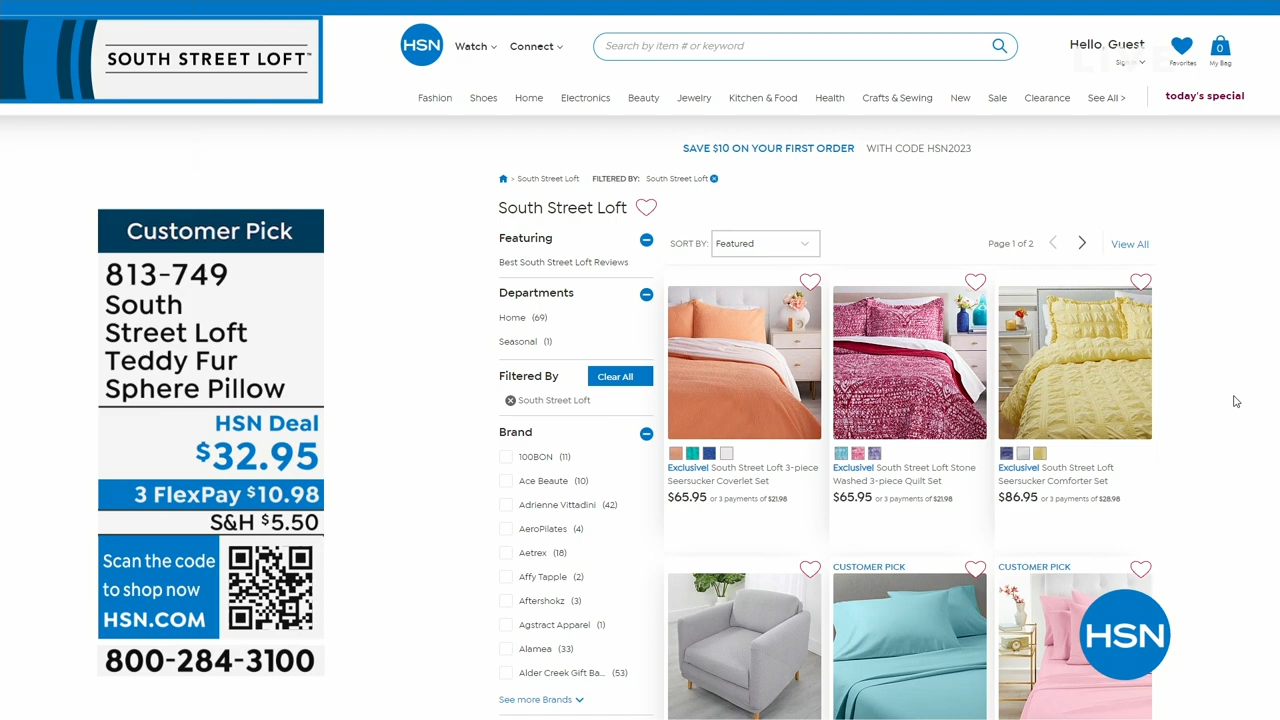 SOUTH STREET LOFT™
HSN
Watch
Connect
Search by item # or keyword
Hello, Guest
Sign In
LIVE
Favorites
0
My Bag
Fashion
Shoes
Home
Electronics
Beauty
Jewelry
Kitchen & Food
Health
Crafts & Sewing
New
Sale
Clearance
See All >
today's special
SAVE $10 ON YOUR FIRST ORDER WITH CODE HSN2023
> South Street Loft FILTERED BY: South Street Loft
South Street Loft
Customer Pick
813-749
South
Street Loft
Teddy Fur
Sphere Pillow
HSN Deal
$32.95
3 FlexPay $10.98
S&H $5.50
Scan the code
to shop now
HSN.COM
800-284-3100
Featuring
Best South Street Loft Reviews
Departments
Home (69)
Seasonal (1)
Filtered By
Clear All
South Street Loft
Brand
100BON (11)
Ace Beaute (10)
Adrienne Vittadini (42)
AeroPilates (4)
Aetrex (18)
Affy Tapple (2)
Aftershokz (3)
Agstract Apparel (1)
Alamea (33)
Alder Creek Gift Ba... (53)
See more Brands
SORT BY: Featured
Page 1 of 2
View All
Exclusive! South Street Loft 3-piece
Seersucker Coverlet Set
$65.95 or 3 payments of $21.98
Exclusive! South Street Loft Stone
Washed 3-piece Quilt Set
$65.95 or 3 payments of $21.98
Exclusive! South Street Loft
Seersucker Comforter Set
$86.95 or 3 payments of $28.98
CUSTOMER PICK
CUSTOMER PICK
HSN